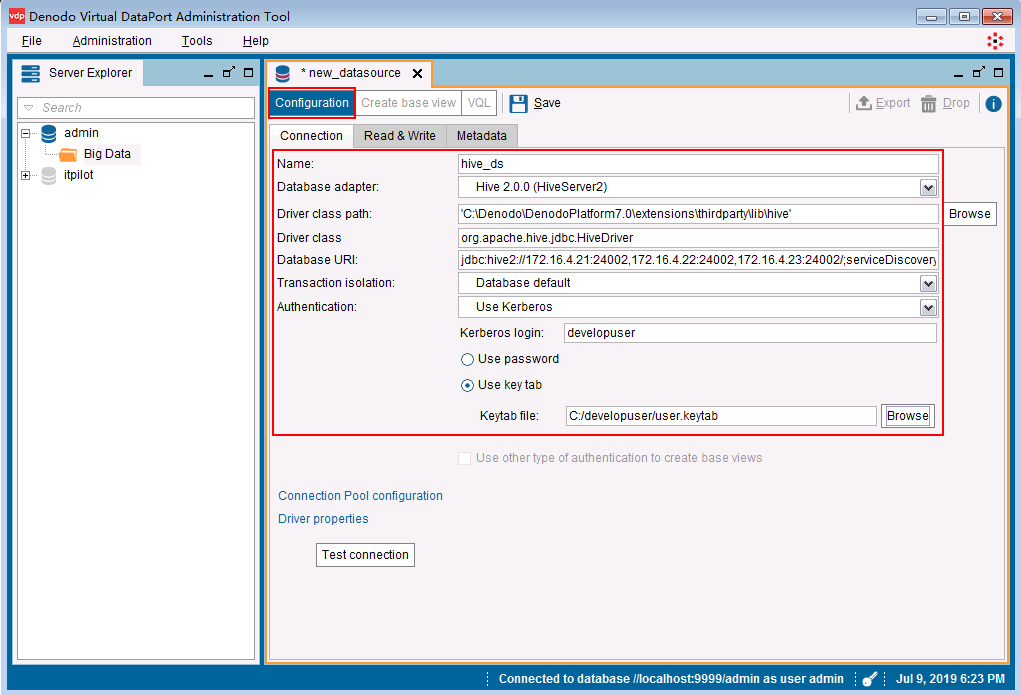 vdp Denodo Virtual DataPort Administration Tool
File Administration Tools Help
Server Explorer
* new_datasource
Configuration Create base view VQL Save Export Drop i
Search
Connection Read & Write Metadata
admin
Big Data
itpilot
Name: hive_ds
Database adapter: Hive 2.0.0 (HiveServer2)
Driver class path: 'C:\Denodo\DenodoPlatform7.0\extensions\thirdparty\lib\hive' Browse
Driver class org.apache.hive.jdbc.HiveDriver
Database URI: jdbc:hive2://172.16.4.21:24002,172.16.4.22:24002,172.16.4.23:24002/;serviceDiscovery
Transaction isolation: Database default
Authentication: Use Kerberos
Kerberos login: developuser
Use password
Use key tab
Keytab file: C:/developuser/user.keytab Browse
Use other type of authentication to create base views
Connection Pool configuration
Driver properties
Test connection
Connected to database //localhost:9999/admin as user admin Jul 9, 2019 6:23 PM